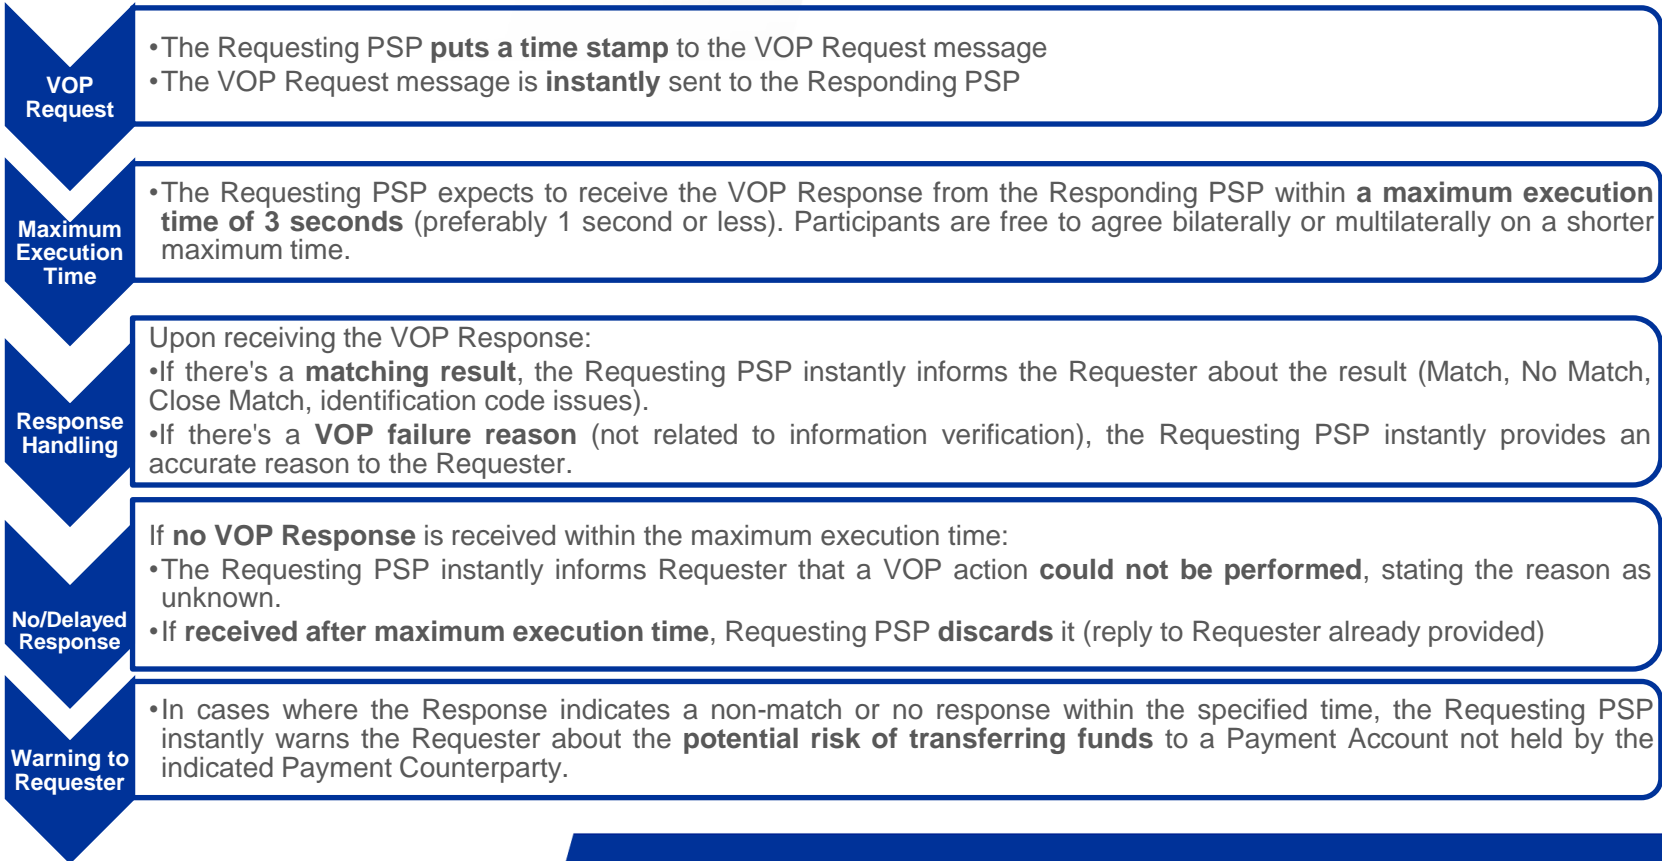 VOP
Request
•The Requesting PSP puts a time stamp to the VOP Request message
•The VOP Request message is instantly sent to the Responding PSP
Maximum
Execution
Time
•The Requesting PSP expects to receive the VOP Response from the Responding PSP within a maximum execution
time of 3 seconds (preferably 1 second or less). Participants are free to agree bilaterally or multilaterally on a shorter
maximum time.
Response
Handling
Upon receiving the VOP Response:
•If there's a matching result, the Requesting PSP instantly informs the Requester about the result (Match, No Match,
Close Match, identification code issues).
•If there's a VOP failure reason (not related to information verification), the Requesting PSP instantly provides an
accurate reason to the Requester.
No/Delayed
Response
If no VOP Response is received within the maximum execution time:
•The Requesting PSP instantly informs Requester that a VOP action could not be performed, stating the reason as
unknown.
•If received after maximum execution time, Requesting PSP discards it (reply to Requester already provided)
Warning to
Requester
•In cases where the Response indicates a non-match or no response within the specified time, the Requesting PSP
instantly warns the Requester about the potential risk of transferring funds to a Payment Account not held by the
indicated Payment Counterparty.